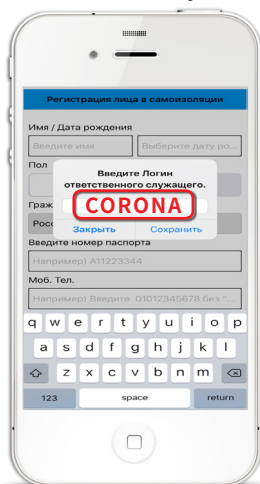 Регистрация лица в самоизоляции
Имя / Дата рождения
Введите имя
Выберите дату ро...
Пол
Введите Логин
ответственного служащего.
CORONA
Закрыть
Сохранить
Граж
Росс
Введите номер паспорта
Например) A11223344
Моб. Тел.
Например) Введите 01012345678 без "...
q w e r t y u i o p
a s d f g h j k l
z x c v b n m
123
space
return